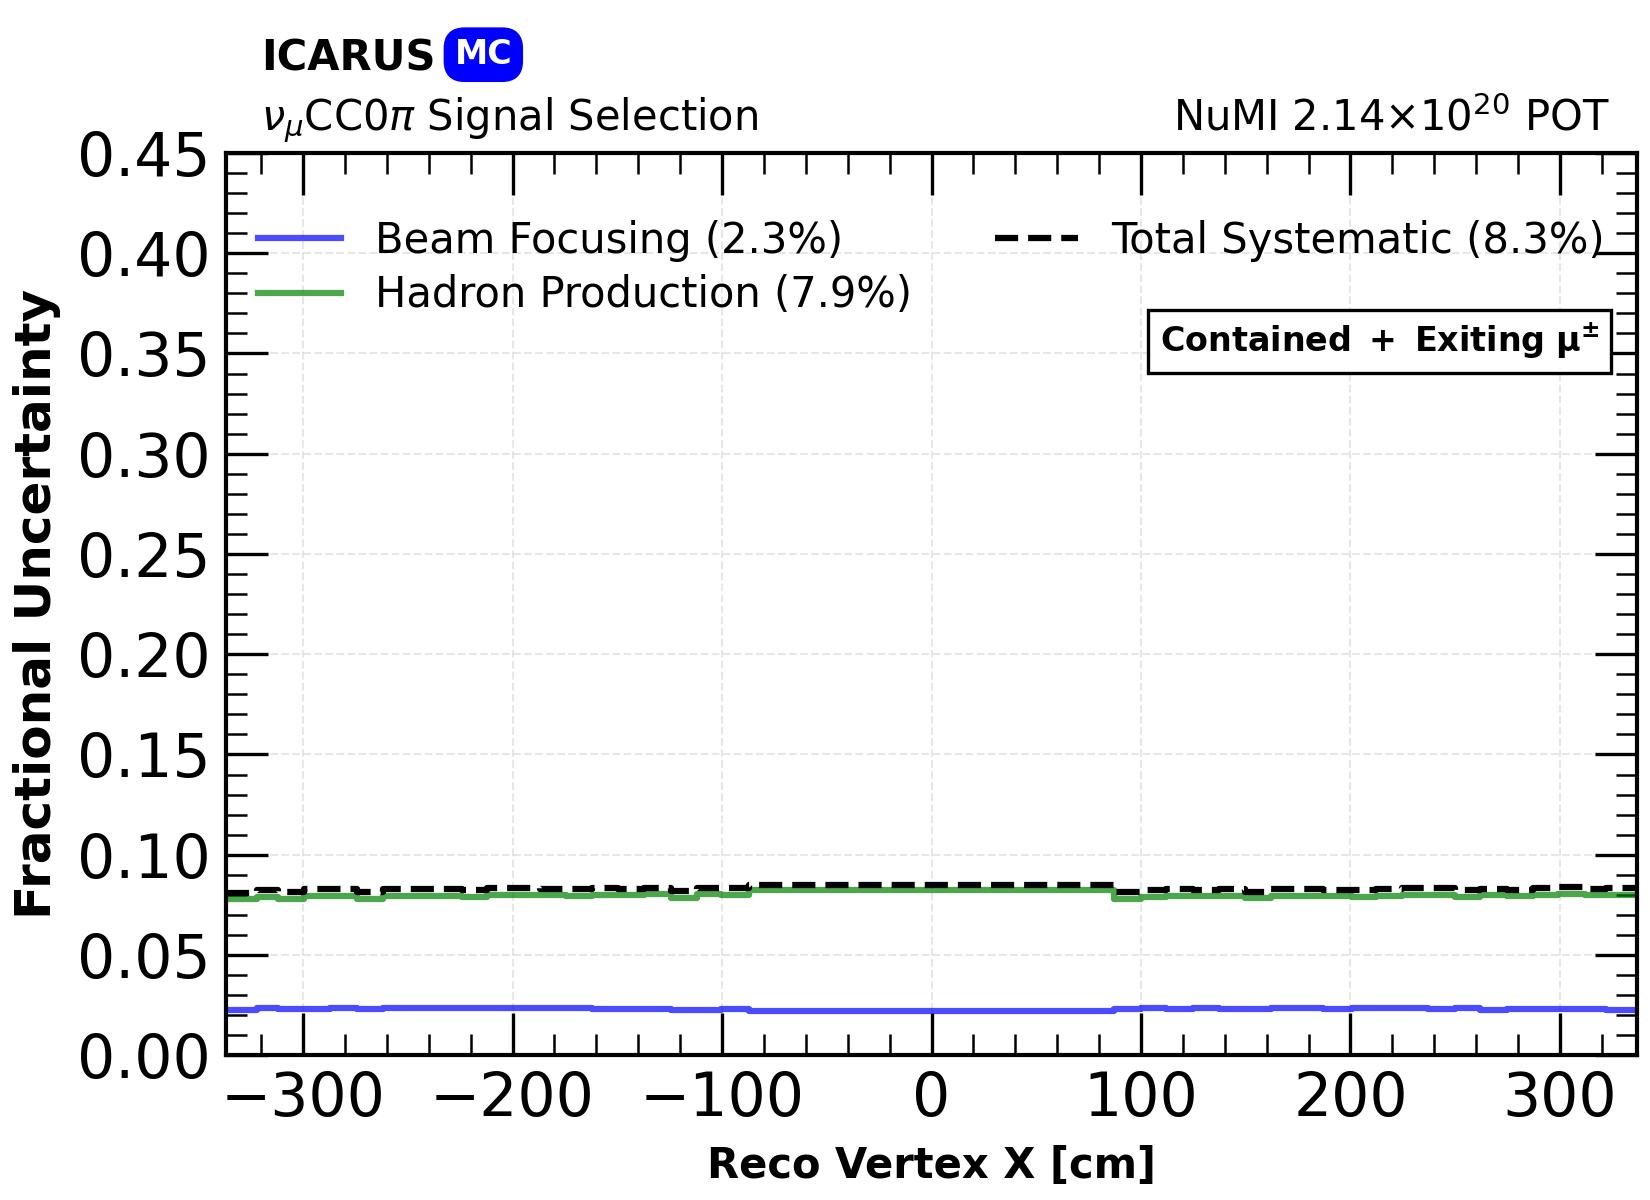 ICARUS MC
νμCC0π Signal Selection
NuMI 2.14×10²⁰ POT
0.45
0.40
0.35
0.30
0.25
0.20
0.15
0.10
0.05
0.00
Fractional Uncertainty
Beam Focusing (2.3%)
Hadron Production (7.9%)
Total Systematic (8.3%)
Contained + Exiting μ±
−300 −200 −100 0 100 200 300
Reco Vertex X [cm]